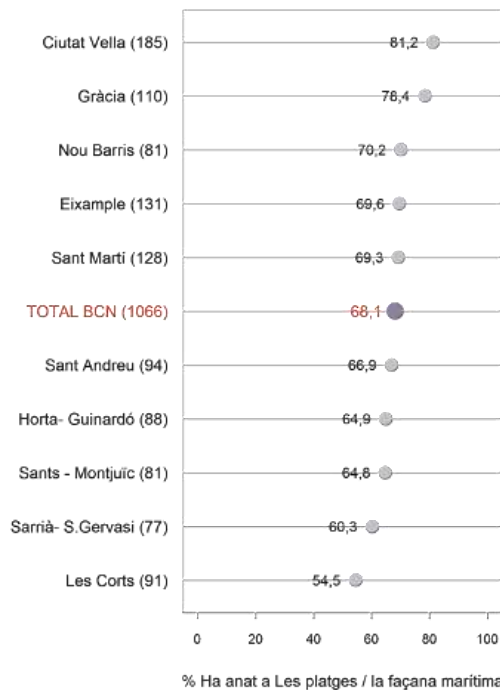 Ciutat Vella (185) 81,2
Gràcia (110) 78,4
Nou Barris (81) 70,2
Eixample (131) 69,6
Sant Martí (128) 69,3
TOTAL BCN (1066) 68,1
Sant Andreu (94) 66,9
Horta- Guinardó (88) 64,9
Sants - Montjuïc (81) 64,8
Sarrià- S.Gervasi (77) 60,3
Les Corts (91) 54,5
0 20 40 60 80 100
% Ha anat a Les platges / la façana marítima